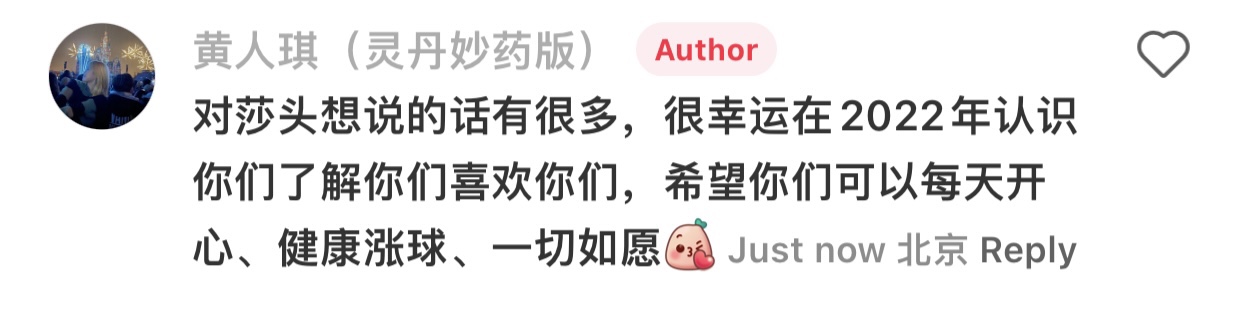 黄人琪（灵丹妙药版） Author
对莎头想说的话有很多，很幸运在2022年认识
你们了解你们喜欢你们，希望你们可以每天开
心、健康涨球、一切如愿 Just now 北京 Reply